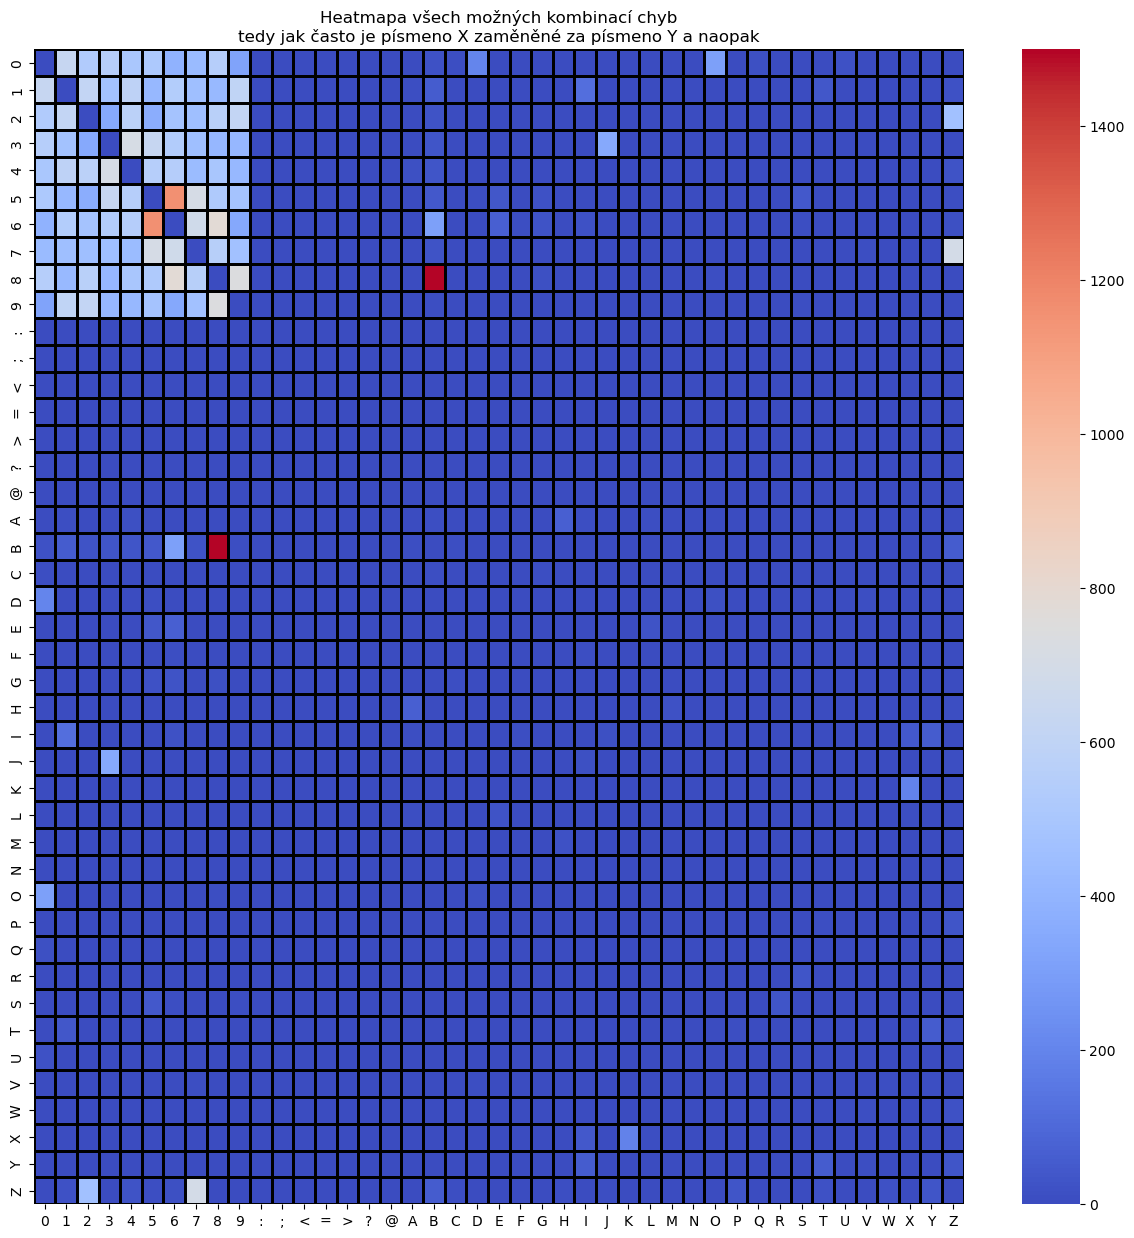 Heatmapa všech možných kombinací chyb
tedy jak často je písmeno X zaměněné za písmeno Y a naopak
0
1
2
3
4
5
6
7
8
9
:
;
<
=
>
?
@
A
B
C
D
E
F
G
H
I
J
K
L
M
N
O
P
Q
R
S
T
U
V
W
X
Y
Z
0 1 2 3 4 5 6 7 8 9 : ; < = > ? @ A B C D E F G H I J K L M N O P Q R S T U V W X Y Z
1400
1200
1000
800
600
400
200
0